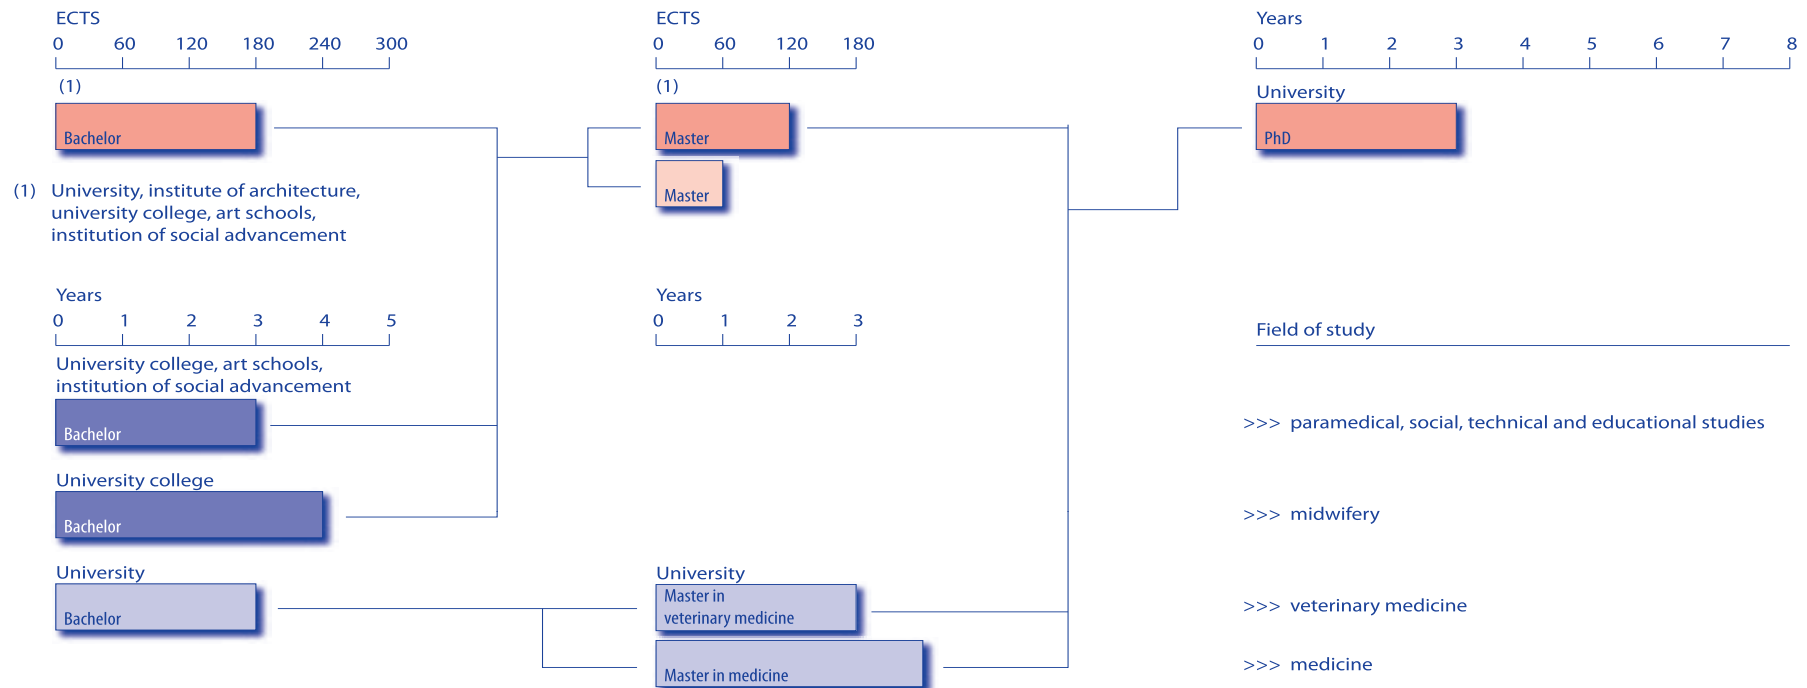 ECTS
0 60 120 180 240 300
(1)
Bachelor
(1) University, institute of architecture,
university college, art schools,
institution of social advancement
Years
0 1 2 3 4 5
University college, art schools,
institution of social advancement
Bachelor
University college
Bachelor
University
Bachelor
ECTS
0 60 120 180
(1)
Master
Master
Years
0 1 2 3
University
Master in
veterinary medicine
Master in medicine
Years
0 1 2 3 4 5 6 7 8
University
PhD
Field of study
>>> paramedical, social, technical and educational studies
>>> midwifery
>>> veterinary medicine
>>> medicine